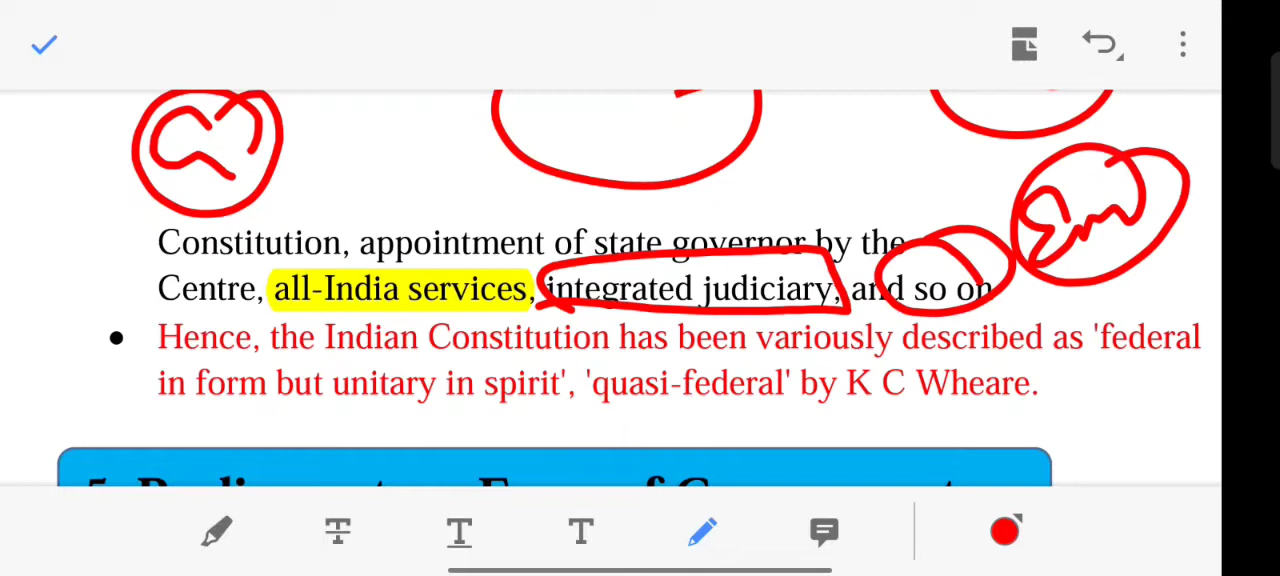 Constitution, appointment of state governor by the
Centre, all-India services, integrated judiciary, and so on.
• Hence, the Indian Constitution has been variously described as 'federal
in form but unitary in spirit', 'quasi-federal' by K C Wheare.